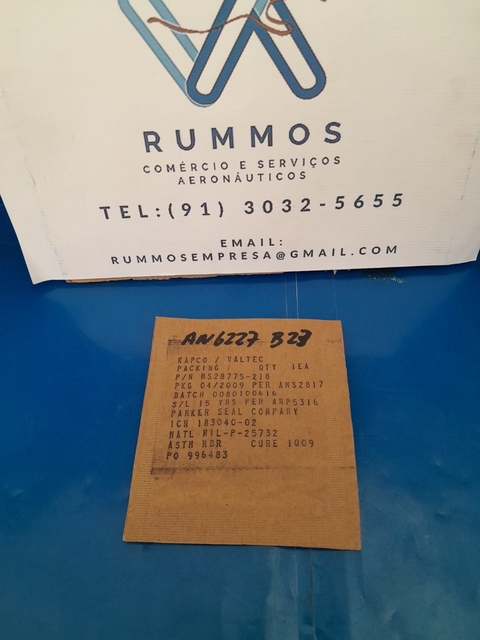 RUMMOS
COMÉRCIO E SERVIÇOS
AERONÁUTICOS
TEL:(91) 3032-5655
EMAIL:
RUMMOSEMPRESA@GMAIL.COM
AN6227 B23
KAPCO / VALTEC
PACKING / QTY 1EA
P/N MS28775-218
PKG 04/2009 PER ANS2817
BATCH 0080100616
S/L 15 YRS PER ARP5316
PARKER SEAL COMPANY
ICN 183040-02
MATL MIL-P-25732
ASTM NBR CURE 1Q09
PO 996483